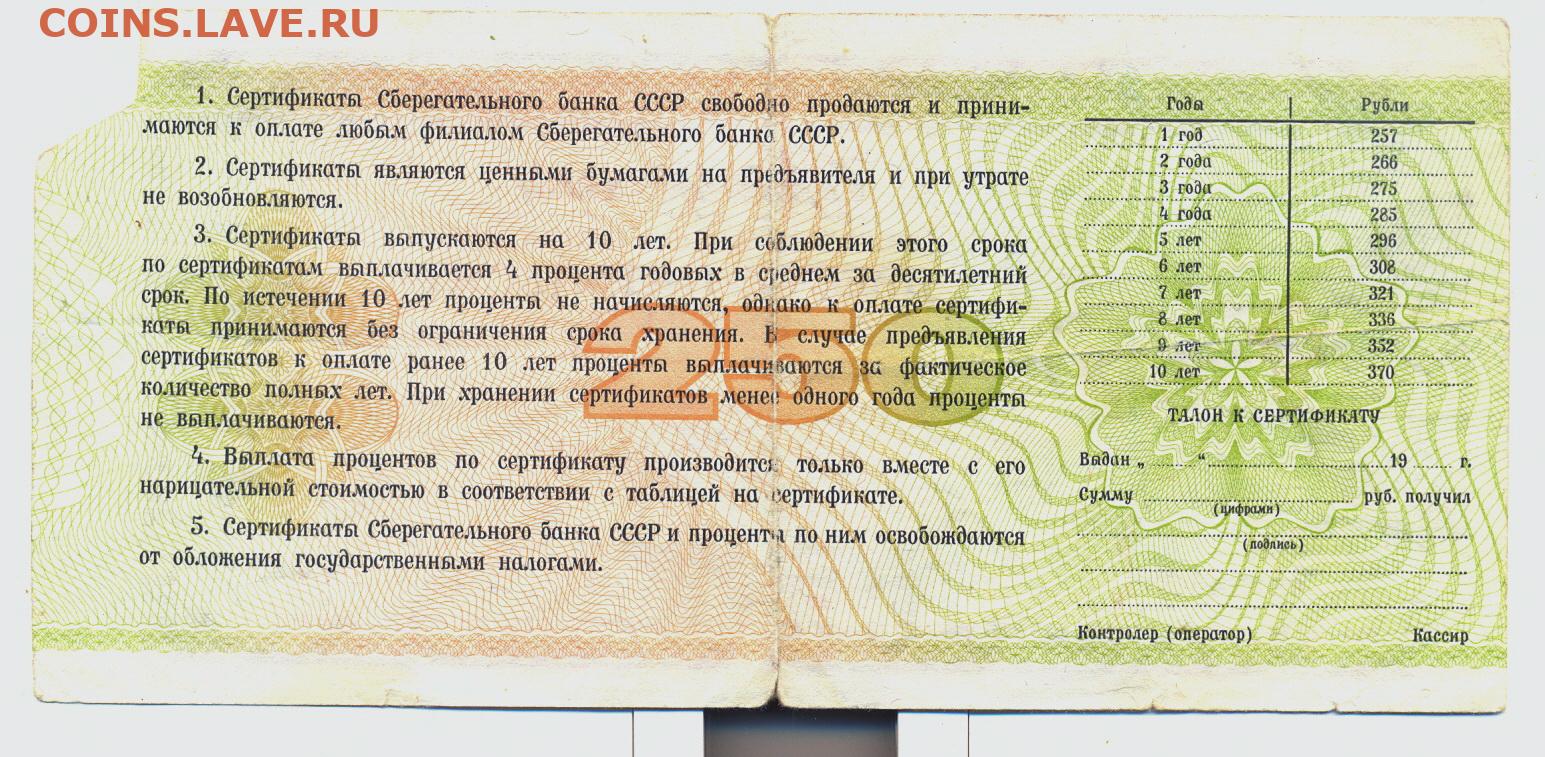 COINS.LAVE.RU
1. Сертификаты Сберегательного банка СССР свободно продаются и прини-
маются к оплате любым филиалом Сберегательного банка СССР.
2. Сертификаты являются ценными бумагами на предъявителя и при утрате
не возобновляются.
3. Сертификаты выпускаются на 10 лет. При соблюдении этого срока
по сертификатам выплачивается 4 процента годовых в среднем за десятилетний
срок. По истечении 10 лет проценты не начисляются, однако к оплате сертифи-
каты принимаются без ограничения срока хранения. В случае предъявления
сертификатов к оплате ранее 10 лет проценты выплачиваются за фактическое
количество полных лет. При хранении сертификатов менее одного года проценты
не выплачиваются.
4. Выплата процентов по сертификату производится только вместе с его
нарицательной стоимостью в соответствии с таблицей на сертификате.
5. Сертификаты Сберегательного банка СССР и проценты по ним освобождаются
от обложения государственными налогами.
250
Годы Рубли
1 год 257
2 года 266
3 года 275
4 года 285
5 лет 296
6 лет 308
7 лет 321
8 лет 336
9 лет 352
10 лет 370
ТАЛОН К СЕРТИФИКАТУ
Выдан „ “ 19 г.
Сумму руб. получил
(цифрами)
(подпись)
Контролер (оператор) Кассир